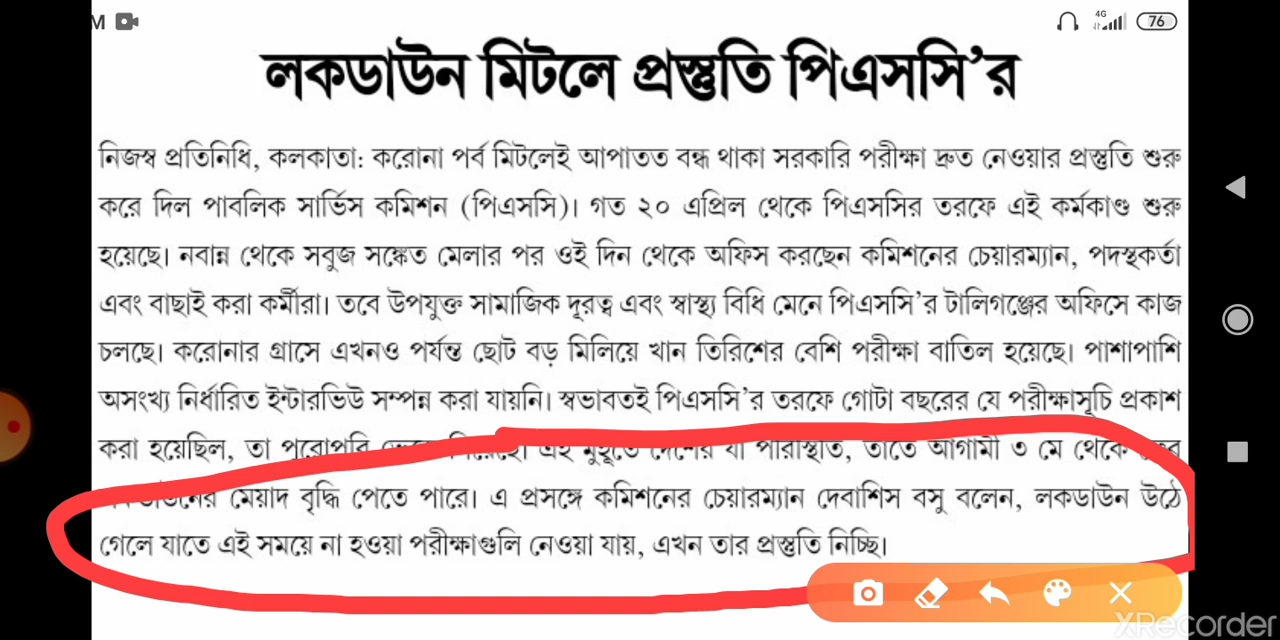 M
4G
76
লকডাউন মিটলে প্রস্তুতি পিএসসি’র
নিজস্ব প্রতিনিধি, কলকাতা: করোনা পর্ব মিটলেই আপাতত বন্ধ থাকা সরকারি পরীক্ষা দ্রুত নেওয়ার প্রস্তুতি শুরু
করে দিল পাবলিক সার্ভিস কমিশন (পিএসসি)। গত ২০ এপ্রিল থেকে পিএসসির তরফে এই কর্মকাণ্ড শুরু
হয়েছে। নবান্ন থেকে সবুজ সঙ্কেত মেলার পর ওই দিন থেকে অফিস করছেন কমিশনের চেয়ারম্যান, পদস্থকর্তা
এবং বাছাই করা কর্মীরা। তবে উপযুক্ত সামাজিক দূরত্ব এবং স্বাস্থ্য বিধি মেনে পিএসসি’র টালিগঞ্জের অফিসে কাজ
চলছে। করোনার গ্রাসে এখনও পর্যন্ত ছোট বড় মিলিয়ে খান তিরিশের বেশি পরীক্ষা বাতিল হয়েছে। পাশাপাশি
অসংখ্য নির্ধারিত ইন্টারভিউ সম্পন্ন করা যায়নি। স্বভাবতই পিএসসি’র তরফে গোটা বছরের যে পরীক্ষাসূচি প্রকাশ
করা হয়েছিল, তা পুরোপুরি এই মুহূর্তে দেশের যা পরিস্থিতি, তাতে আগামী ৩ মে থেকে
মেয়াদ বৃদ্ধি পেতে পারে। এ প্রসঙ্গে কমিশনের চেয়ারম্যান দেবাশিস বসু বলেন, লকডাউন উঠে
গেলে যাতে এই সময়ে না হওয়া পরীক্ষাগুলি নেওয়া যায়, এখন তার প্রস্তুতি নিচ্ছি।
XRecorder